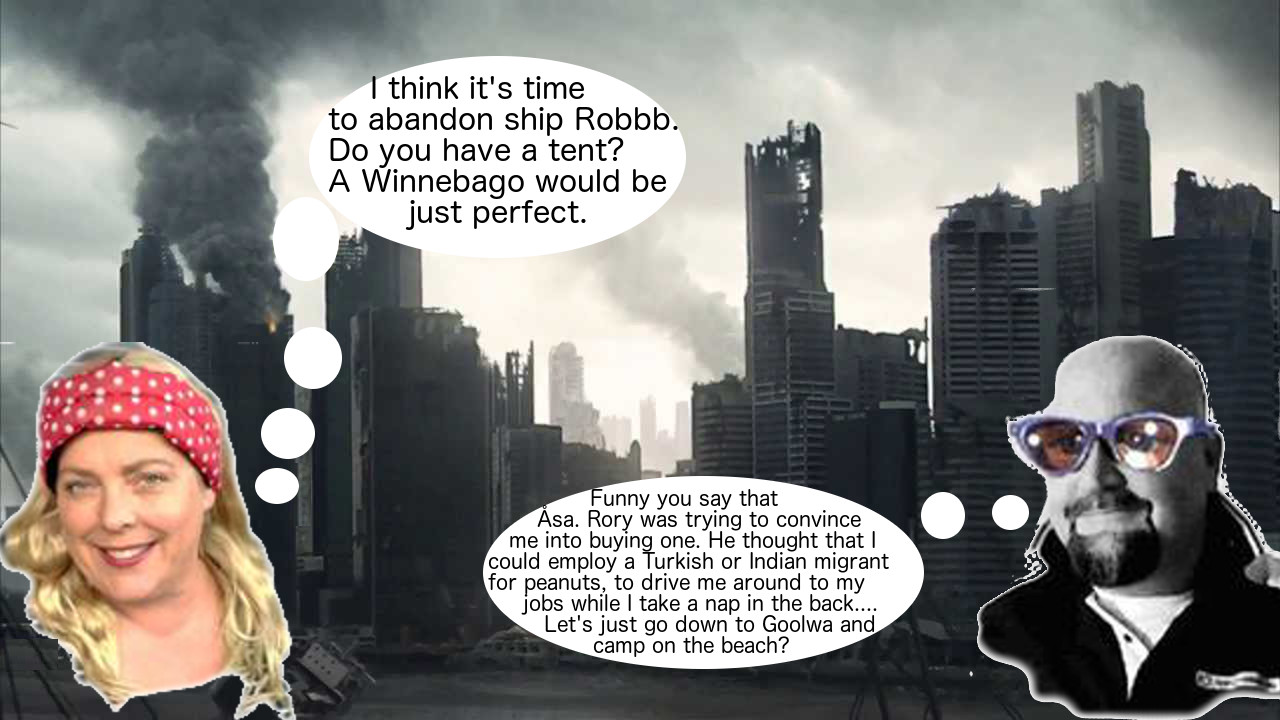 I think it's time
to abandon ship Robbb.
Do you have a tent?
A Winnebago would be
just perfect.
Funny you say that
Åsa. Rory was trying to convince
me into buying one. He thought that I
could employ a Turkish or Indian migrant
for peanuts, to drive me around to my
jobs while I take a nap in the back....
Let's just go down to Goolwa and
camp on the beach?